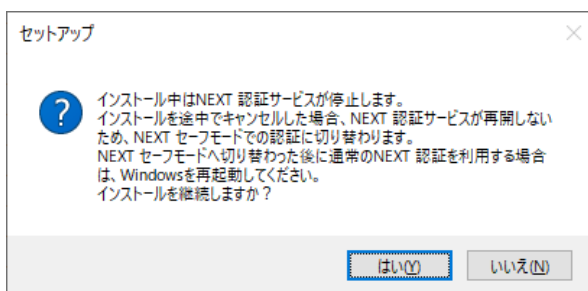 セットアップ
インストール中はNEXT 認証サービスが停止します。
インストールを途中でキャンセルした場合、NEXT 認証サービスが再開しない
ため、NEXT セーフモードでの認証に切り替わります。
NEXT セーフモードへ切り替わった後に通常のNEXT 認証を利用する場合
は、Windowsを再起動してください。
インストールを継続しますか？
はい(Y)
いいえ(N)